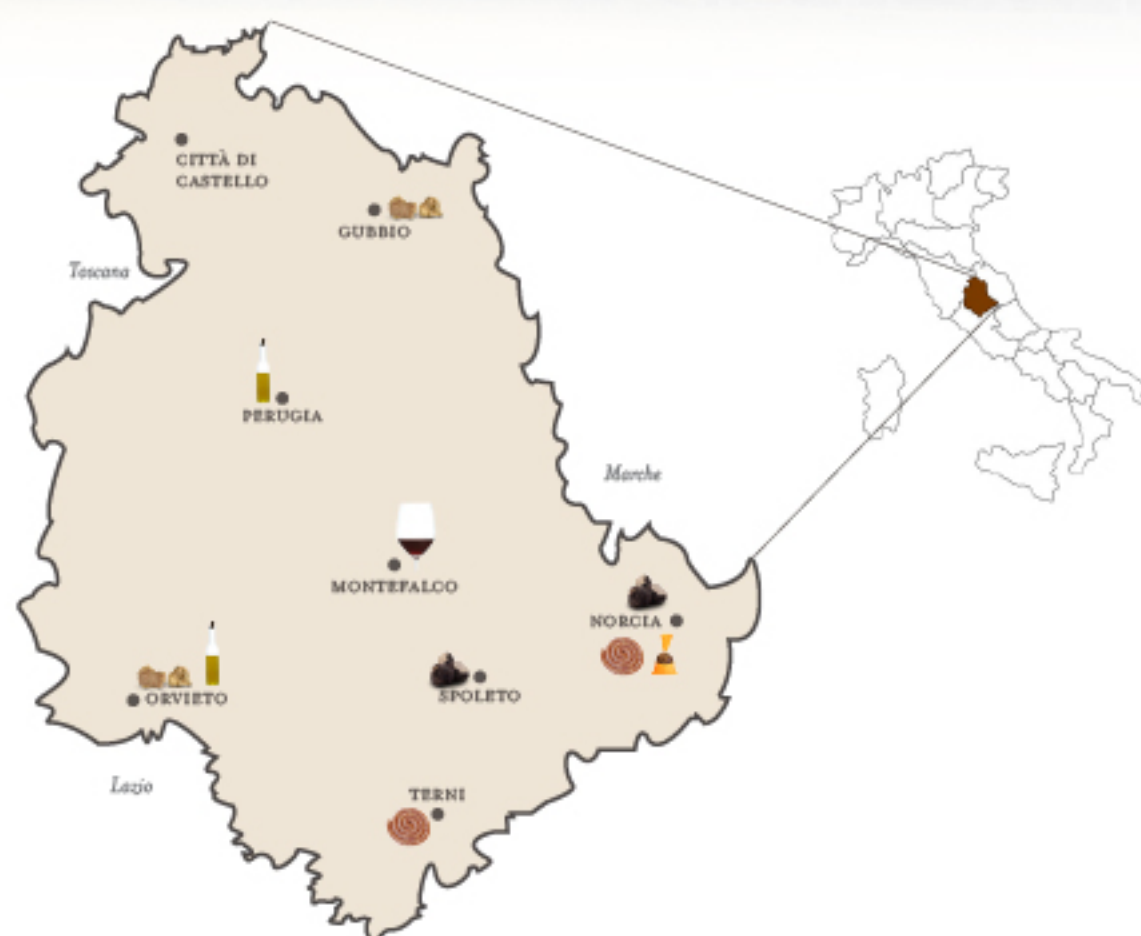 CITTÀ DI
CASTELLO
GUBBIO
Toscana
PERUGIA
Marche
MONTEFALCO
NORCIA
ORVIETO
SPOLETO
Lazio
TERNI